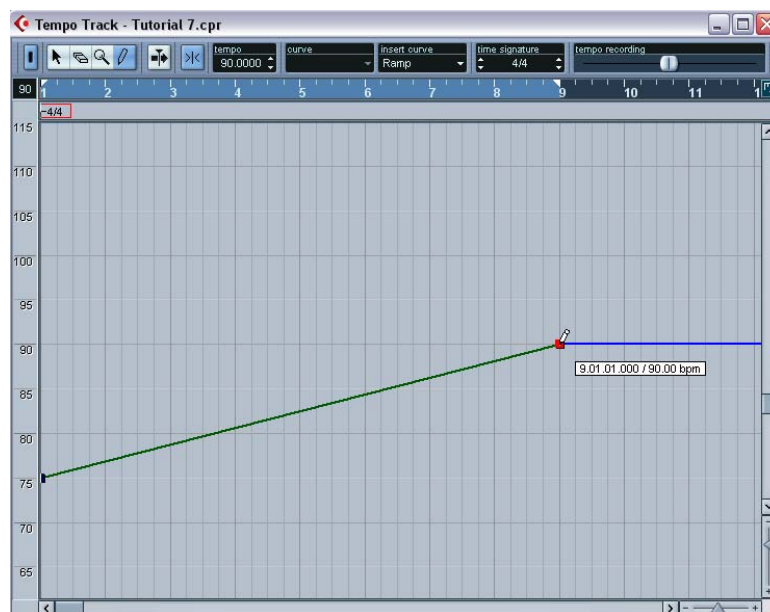 Tempo Track - Tutorial 7.cpr
tempo
90.0000
curve
insert curve
Ramp
time signature
4/4
tempo recording
90
1 2 3 4 5 6 7 8 9 10 11
4/4
115
110
105
100
95
90
9.01.01.000 / 90.00 bpm
85
80
75
70
65